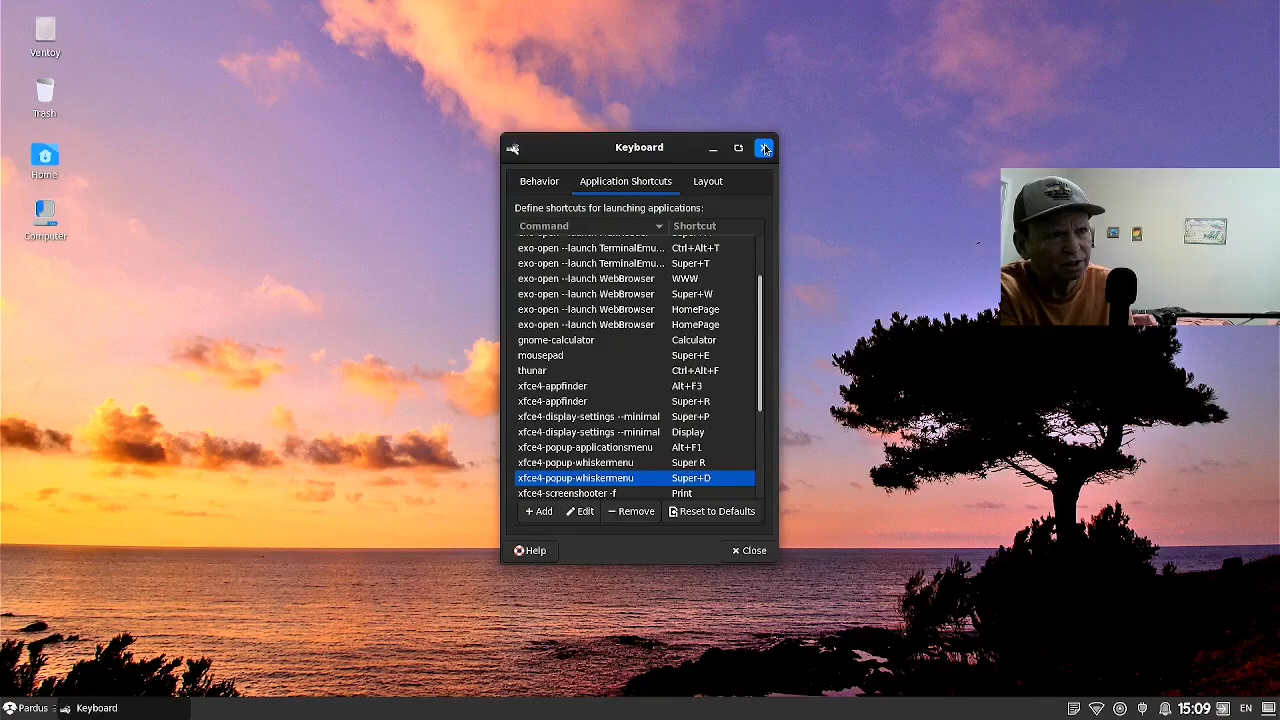 Ventoy
Trash
Home
Computer
Keyboard
Behavior Application Shortcuts Layout
Define shortcuts for launching applications:
Command Shortcut
exo-open --launch TerminalEmu... Ctrl+Alt+T
exo-open --launch TerminalEmu... Super+T
exo-open --launch WebBrowser WWW
exo-open --launch WebBrowser Super+W
exo-open --launch WebBrowser HomePage
exo-open --launch WebBrowser HomePage
gnome-calculator Calculator
mousepad Super+E
thunar Ctrl+Alt+F
xfce4-appfinder Alt+F3
xfce4-appfinder Super+R
xfce4-display-settings --minimal Super+P
xfce4-display-settings --minimal Display
xfce4-popup-applicationsmenu Alt+F1
xfce4-popup-whiskermenu Super R
xfce4-popup-whiskermenu Super+D
xfce4-screenshooter -f Print
Add Edit Remove Reset to Defaults
Help Close
Pardus Keyboard 15:09 EN